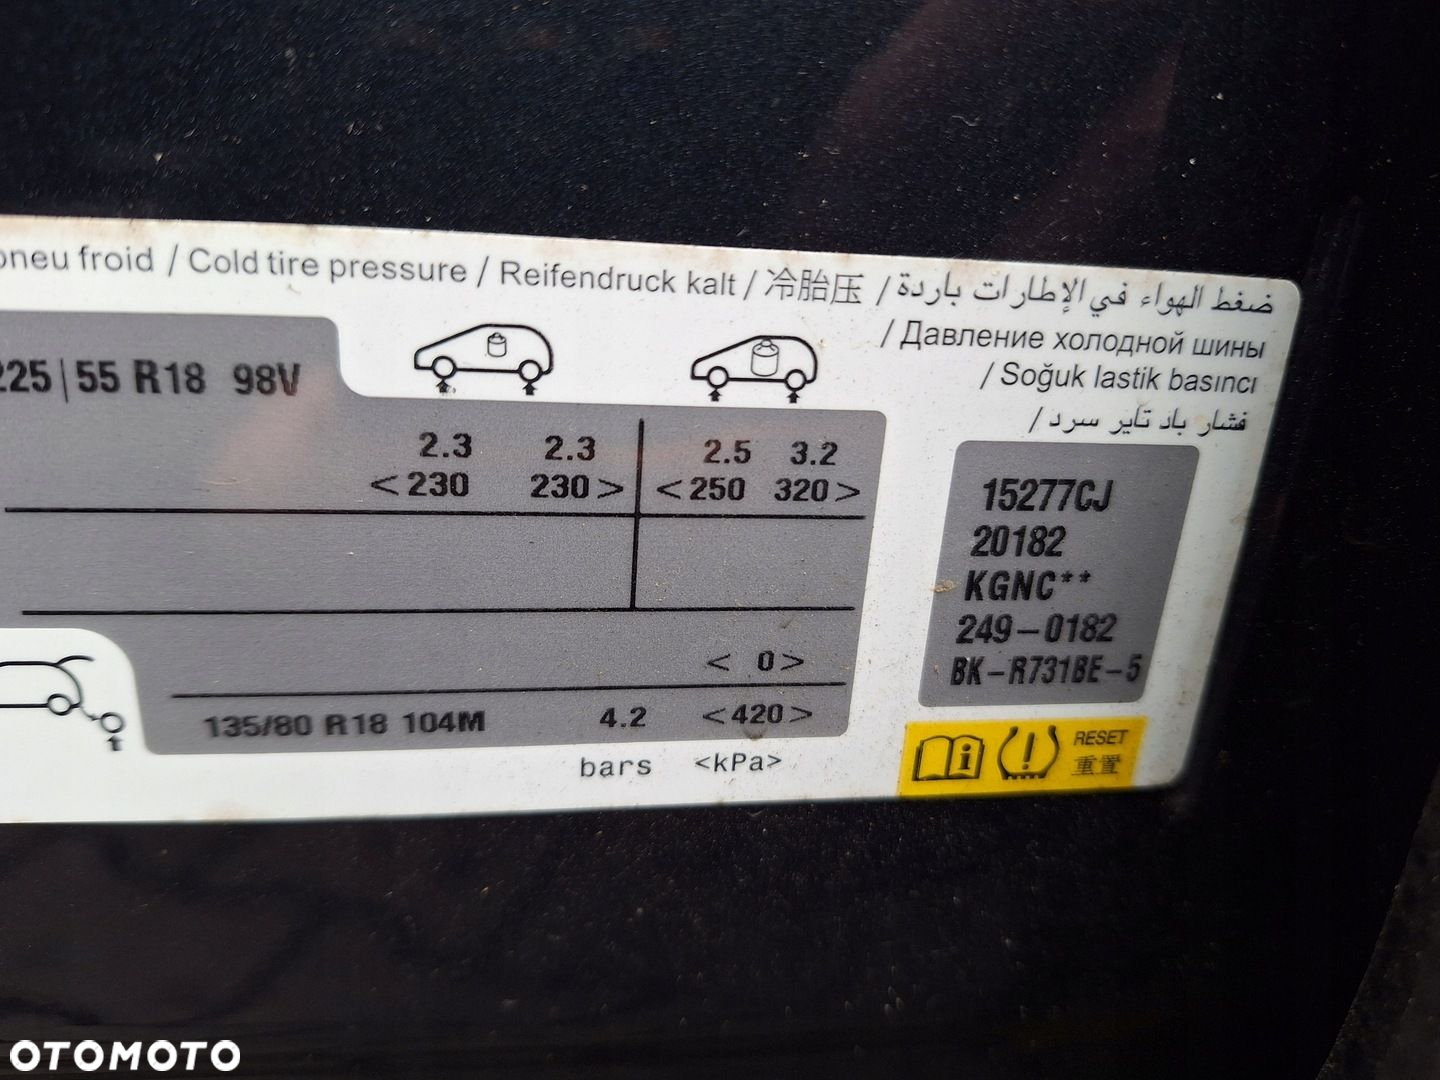 pneu froid / Cold tire pressure / Reifendruck kalt / 冷胎压 / ضغط الهواء في الإطارات باردة
/ Давление холодной шины
/ Soğuk lastik basıncı
/ فشار باد تاير سرد
225 | 55 R18 98V
2.3 2.3 2.5 3.2
<230 230> <250 320>
< 0>
135/80 R18 104M 4.2 <420>
bars <kPa>
15277CJ
20182
KGNC**
249-0182
BK-R731BE-5
RESET
重置
OTOMOTO